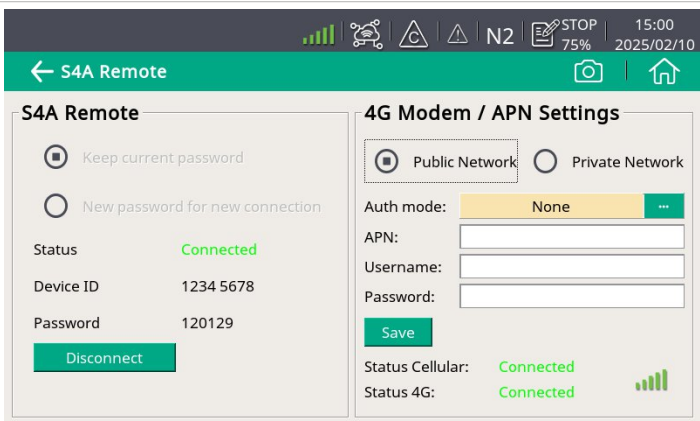 N2 STOP 75% 15:00 2025/02/10
S4A Remote
S4A Remote
Keep current password
New password for new connection
Status Connected
Device ID 1234 5678
Password 120129
Disconnect
4G Modem / APN Settings
Public Network Private Network
Auth mode: None ...
APN:
Username:
Password:
Save
Status Cellular: Connected
Status 4G: Connected